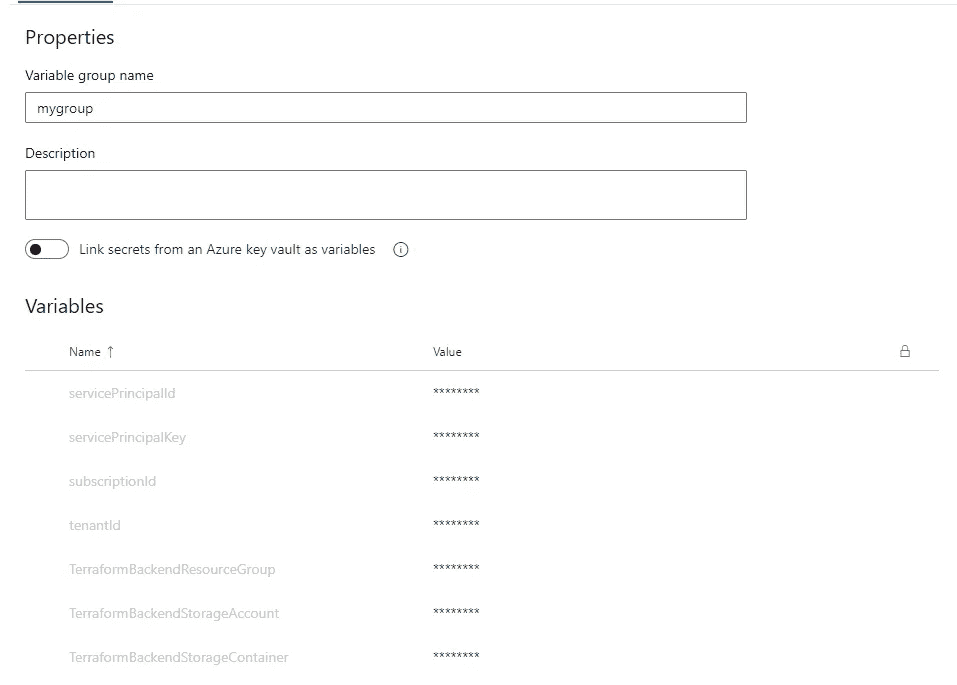 Properties
Variable group name
mygroup
Description
Link secrets from an Azure key vault as variables
Variables
Name ↑ Value
servicePrincipalId ********
servicePrincipalKey ********
subscriptionId ********
tenantId ********
TerraformBackendResourceGroup ********
TerraformBackendStorageAccount ********
TerraformBackendStorageContainer ********